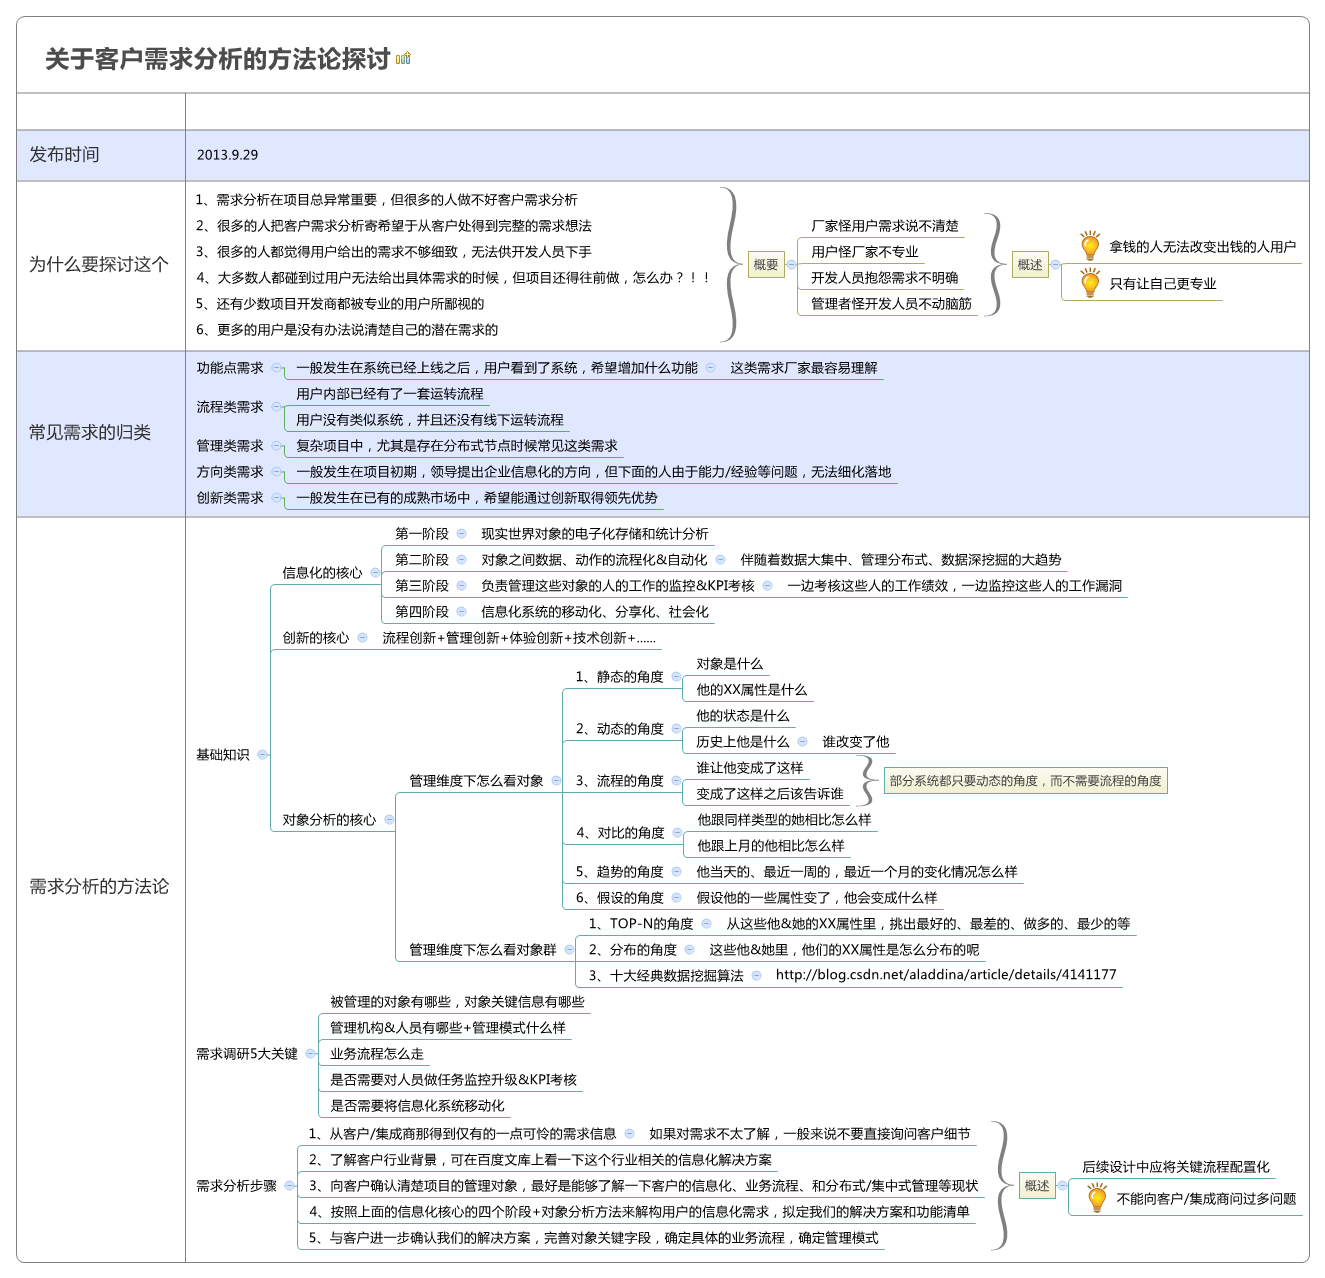 关于客户需求分析的方法论探讨
发布时间
2013.9.29
为什么要探讨这个
1、需求分析在项目总异常重要，但很多的人做不好客户需求分析
2、很多的人把客户需求分析寄希望于从客户处得到完整的需求想法
3、很多的人都觉得用户给出的需求不够细致，无法供开发人员下手
4、大多数人都碰到过用户无法给出具体需求的时候，但项目还得往前做，怎么办？！！
5、还有少数项目开发商都被专业的用户所鄙视的
6、更多的用户是没有办法说清楚自己的潜在需求的
概要
厂家怪用户需求说不清楚
用户怪厂家不专业
开发人员抱怨需求不明确
管理者怪开发人员不动脑筋
概述
拿钱的人无法改变出钱的人用户
只有让自己更专业
常见需求的归类
功能点需求
一般发生在系统已经上线之后，用户看到了系统，希望增加什么功能
这类需求厂家最容易理解
流程类需求
用户内部已经有了一套运转流程
用户没有类似系统，并且还没有线下运转流程
管理类需求
复杂项目中，尤其是存在分布式节点时候常见这类需求
方向类需求
一般发生在项目初期，领导提出企业信息化的方向，但下面的人由于能力/经验等问题，无法细化落地
创新类需求
一般发生在已有的成熟市场中，希望能通过创新取得领先优势
需求分析的方法论
基础知识
信息化的核心
第一阶段
现实世界对象的电子化存储和统计分析
第二阶段
对象之间数据、动作的流程化&自动化
伴随着数据大集中、管理分布式、数据深挖掘的大趋势
第三阶段
负责管理这些对象的人的工作的监控&KPI考核
一边考核这些人的工作绩效，一边监控这些人的工作漏洞
第四阶段
信息化系统的移动化、分享化、社会化
创新的核心
流程创新+管理创新+体验创新+技术创新+......
对象分析的核心
管理维度下怎么看对象
1、静态的角度
对象是什么
他的XX属性是什么
2、动态的角度
他的状态是什么
历史上他是什么
谁改变了他
3、流程的角度
谁让他变成了这样
变成了这样之后该告诉谁
部分系统都只要动态的角度，而不需要流程的角度
4、对比的角度
他跟同样类型的她相比怎么样
他跟上月的他相比怎么样
5、趋势的角度
他当天的、最近一周的，最近一个月的变化情况怎么样
6、假设的角度
假设他的一些属性变了，他会变成什么样
管理维度下怎么看对象群
1、TOP-N的角度
从这些他&她的XX属性里，挑出最好的、最差的、做多的、最少的等
2、分布的角度
这些他&她里，他们的XX属性是怎么分布的呢
3、十大经典数据挖掘算法
http://blog.csdn.net/aladdina/article/details/4141177
需求调研5大关键
被管理的对象有哪些，对象关键信息有哪些
管理机构&人员有哪些+管理模式什么样
业务流程怎么走
是否需要对人员做任务监控升级&KPI考核
是否需要将信息化系统移动化
需求分析步骤
1、从客户/集成商那得到仅有的一点可怜的需求信息
如果对需求不太了解，一般来说不要直接询问客户细节
2、了解客户行业背景，可在百度文库上看一下这个行业相关的信息化解决方案
3、向客户确认清楚项目的管理对象，最好是能够了解一下客户的信息化、业务流程、和分布式/集中式管理等现状
4、按照上面的信息化核心的四个阶段+对象分析方法来解构用户的信息化需求，拟定我们的解决方案和功能清单
5、与客户进一步确认我们的解决方案，完善对象关键字段，确定具体的业务流程，确定管理模式
概述
后续设计中应将关键流程配置化
不能向客户/集成商问过多问题